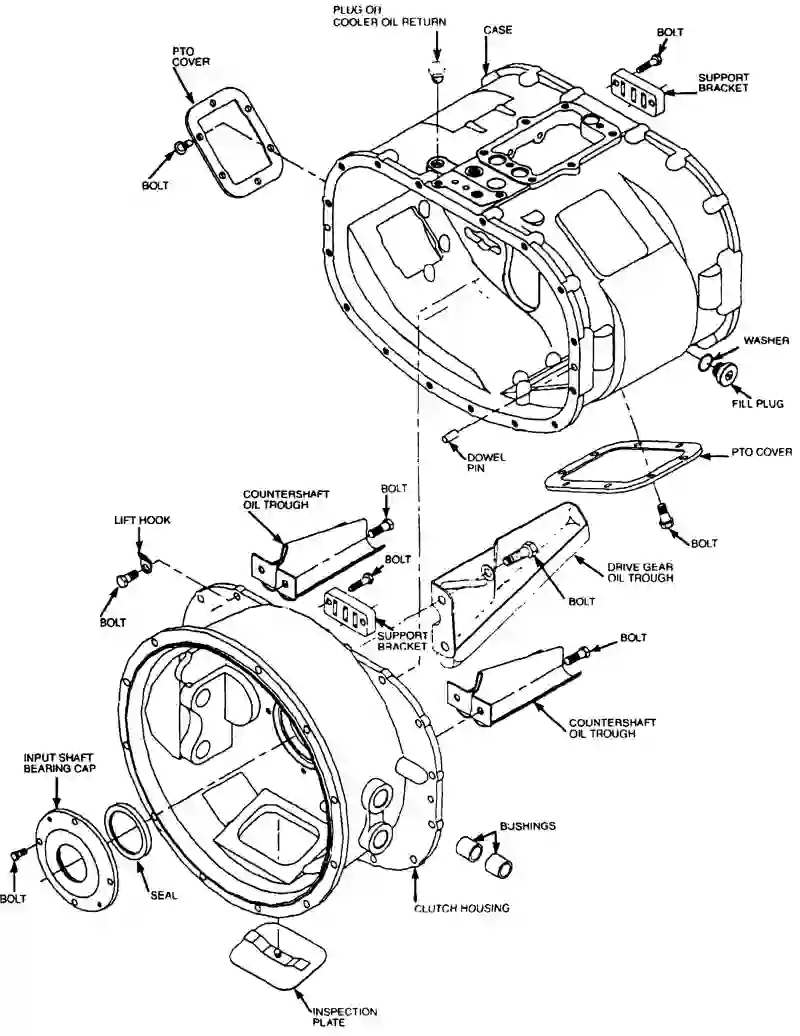 PLUG OR
COOLER OIL RETURN
CASE
BOLT
PTO
COVER
SUPPORT
BRACKET
BOLT
WASHER
FILL PLUG
DOWEL
PIN
PTO COVER
BOLT
COUNTERSHAFT
OIL TROUGH
BOLT
LIFT HOOK
BOLT
BOLT
DRIVE GEAR
OIL TROUGH
BOLT
SUPPORT
BRACKET
BOLT
COUNTERSHAFT
OIL TROUGH
INPUT SHAFT
BEARING CAP
BUSHINGS
BOLT
SEAL
CLUTCH HOUSING
INSPECTION
PLATE